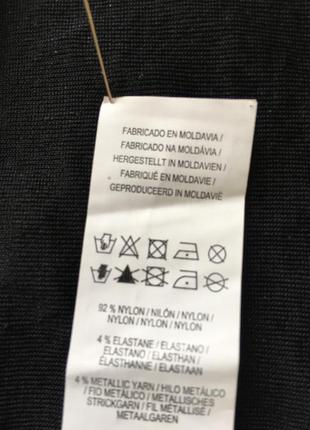 FABRICADO EN MOLDAVIA /
FABRICADO NA MOLDÁVIA /
HERGESTELLT IN MOLDAVIEN /
FABRIQUÉ EN MOLDAVIE /
GEPRODUCEERD IN MOLDAVIË
92 % NYLON / NILÓN / NYLON /
NYLON / NYLON / NYLON
4 % ELASTANE / ELASTANO /
ELASTANO / ELASTHAN /
ÉLASTHANNE / ELASTAAN
4 % METALLIC YARN / HILO METÁLICO
/ FIO METÁLICO / METALLISCHES
STRICKGARN / FIL MÉTALLISÉ /
METAALGAREN